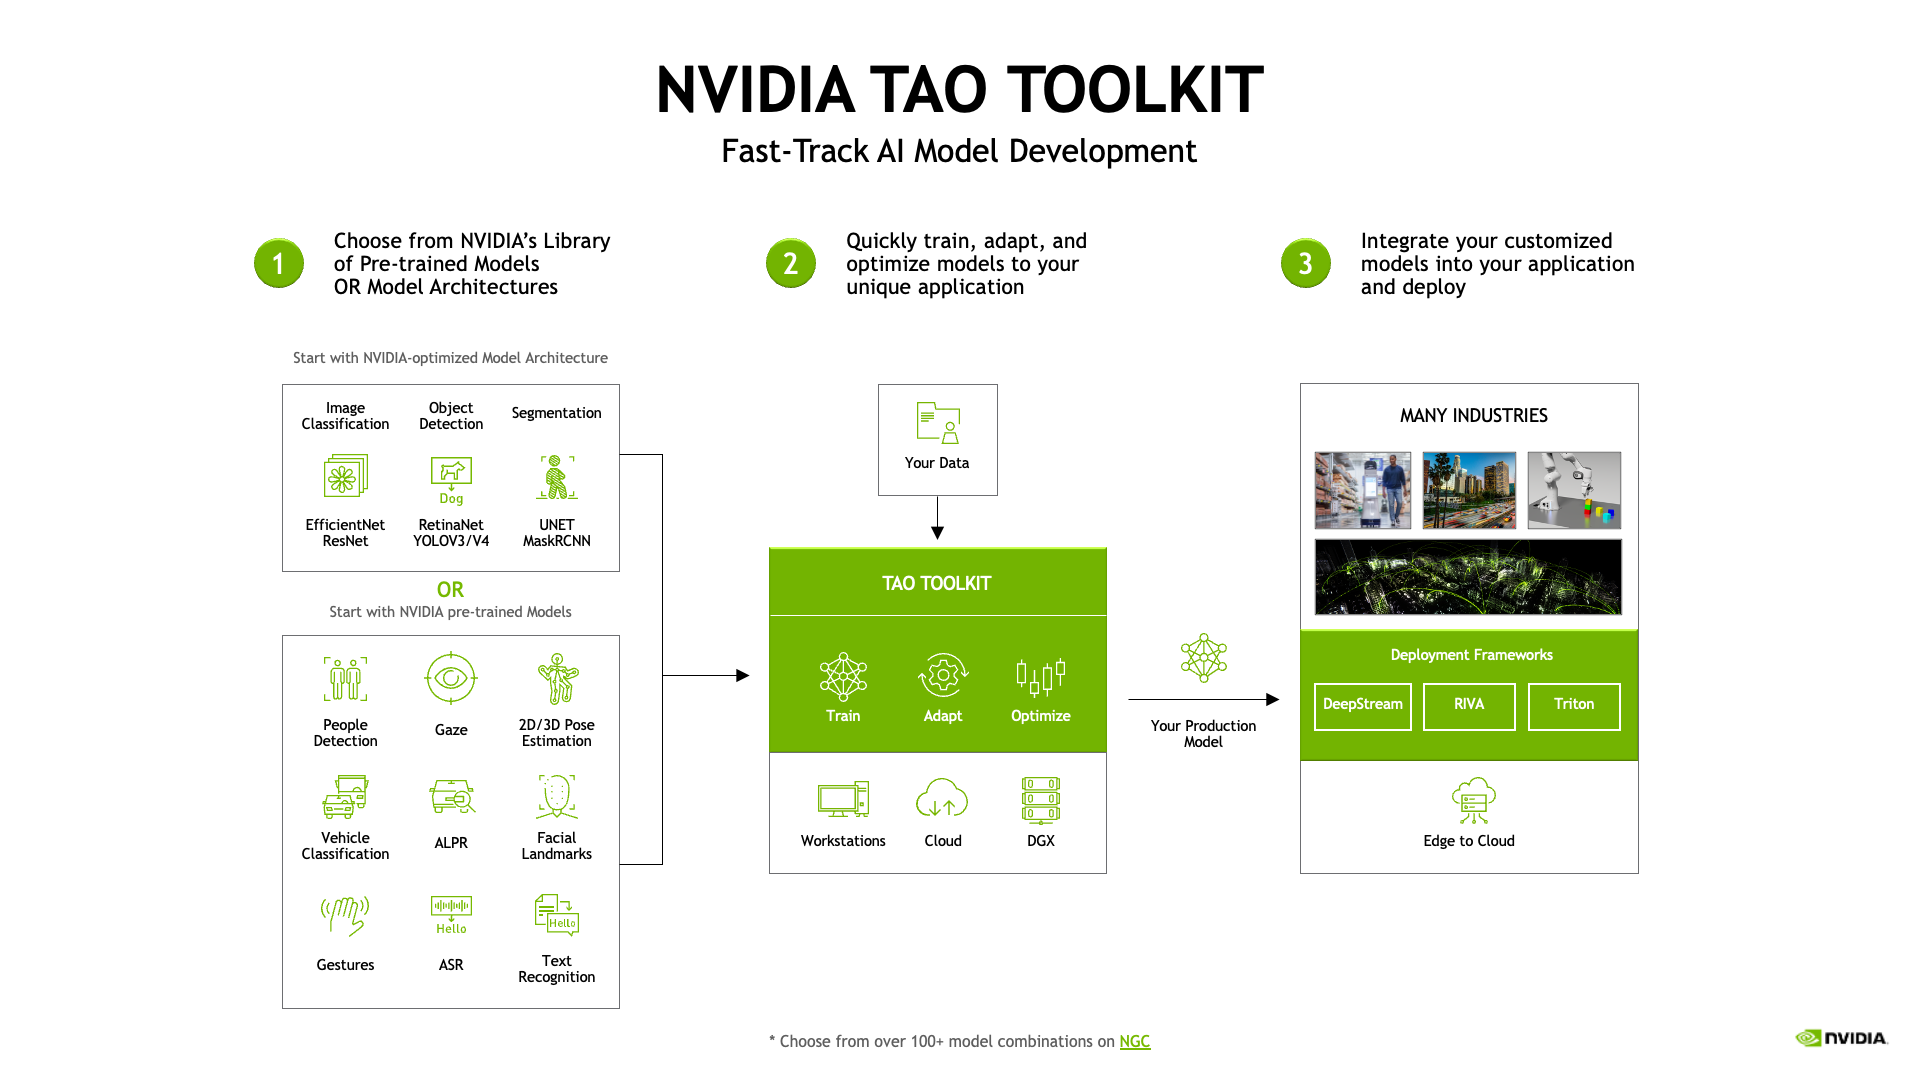 NVIDIA TAO TOOLKIT
Fast-Track AI Model Development
1
Choose from NVIDIA’s Library
of Pre-trained Models
OR Model Architectures
2
Quickly train, adapt, and
optimize models to your
unique application
3
Integrate your customized
models into your application
and deploy
Start with NVIDIA-optimized Model Architecture
Image
Classification
Object
Detection
Segmentation
Dog
EfficientNet
ResNet
RetinaNet
YOLOV3/V4
UNET
MaskRCNN
OR
Start with NVIDIA pre-trained Models
People
Detection
Gaze
2D/3D Pose
Estimation
Vehicle
Classification
ALPR
Facial
Landmarks
Hello
Hello
Gestures
ASR
Text
Recognition
Your Data
TAO TOOLKIT
Train
Adapt
Optimize
Workstations
Cloud
DGX
Your Production
Model
MANY INDUSTRIES
Deployment Frameworks
DeepStream
RIVA
Triton
Edge to Cloud
* Choose from over 100+ model combinations on NGC
NVIDIA.